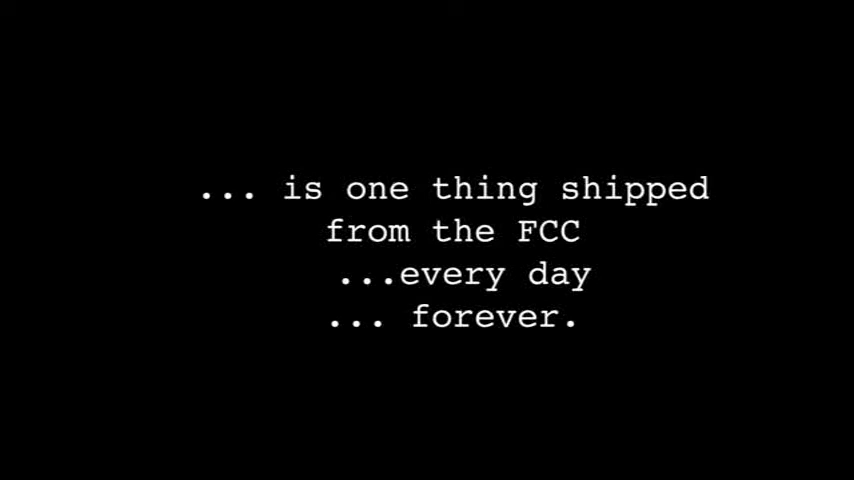 ... is one thing shipped
from the FCC
...every day
... forever.